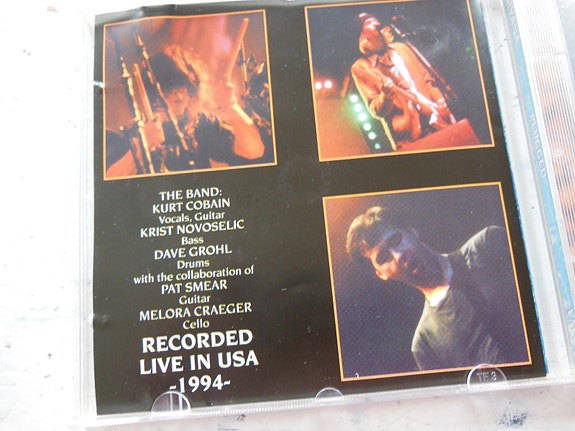 THE BAND:
KURT COBAIN
Vocals, Guitar
KRIST NOVOSELIC
Bass
DAVE GROHL
Drums
with the collaboration of
PAT SMEAR
Guitar
MELORA CRAEGER
Cello
RECORDED
LIVE IN USA
-1994-